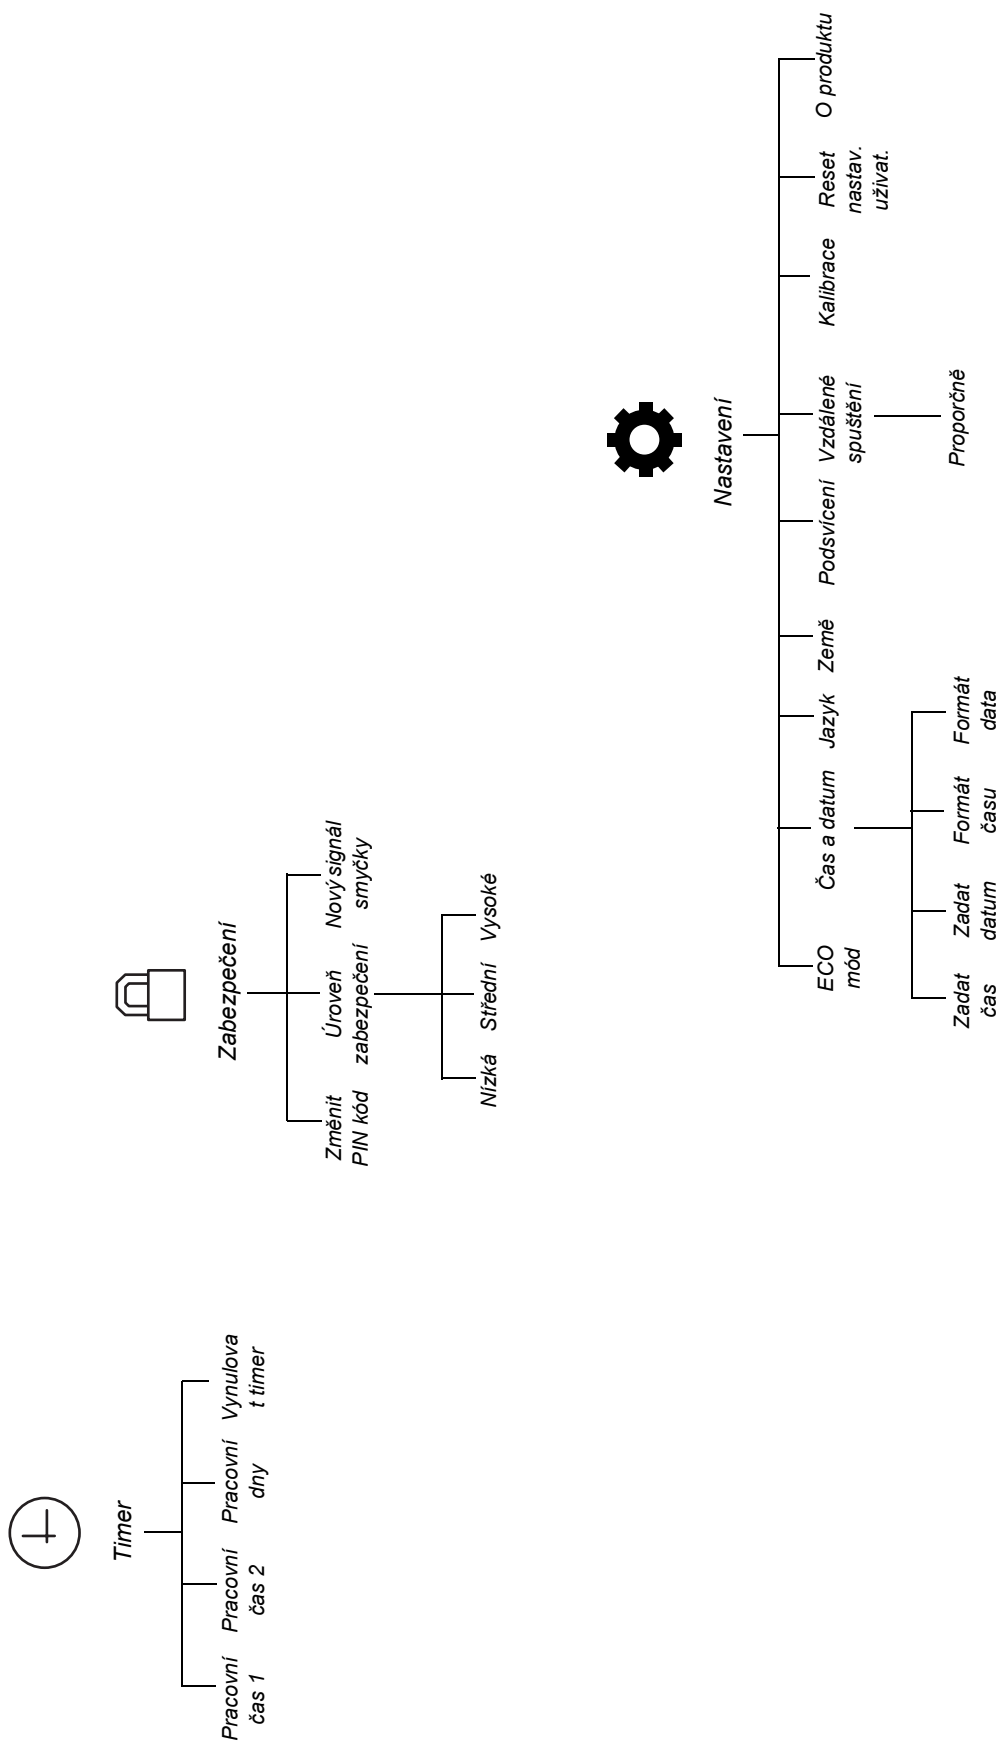 Timer
Pracovní
čas 1
Pracovní
čas 2
Pracovní
dny
Vynulova
t timer
Zabezpečení
Změnit
PIN kód
Úroveň
zabezpečení
Nový signál
smyčky
Nízká
Střední
Vysoké
Nastavení
ECO
mód
Čas a datum
Jazyk
Země
Podsvícení
Vzdálené
spuštění
Kalibrace
Reset
nastav.
uživat.
O produktu
Zadat
čas
Zadat
datum
Formát
času
Formát
data
Proporčně